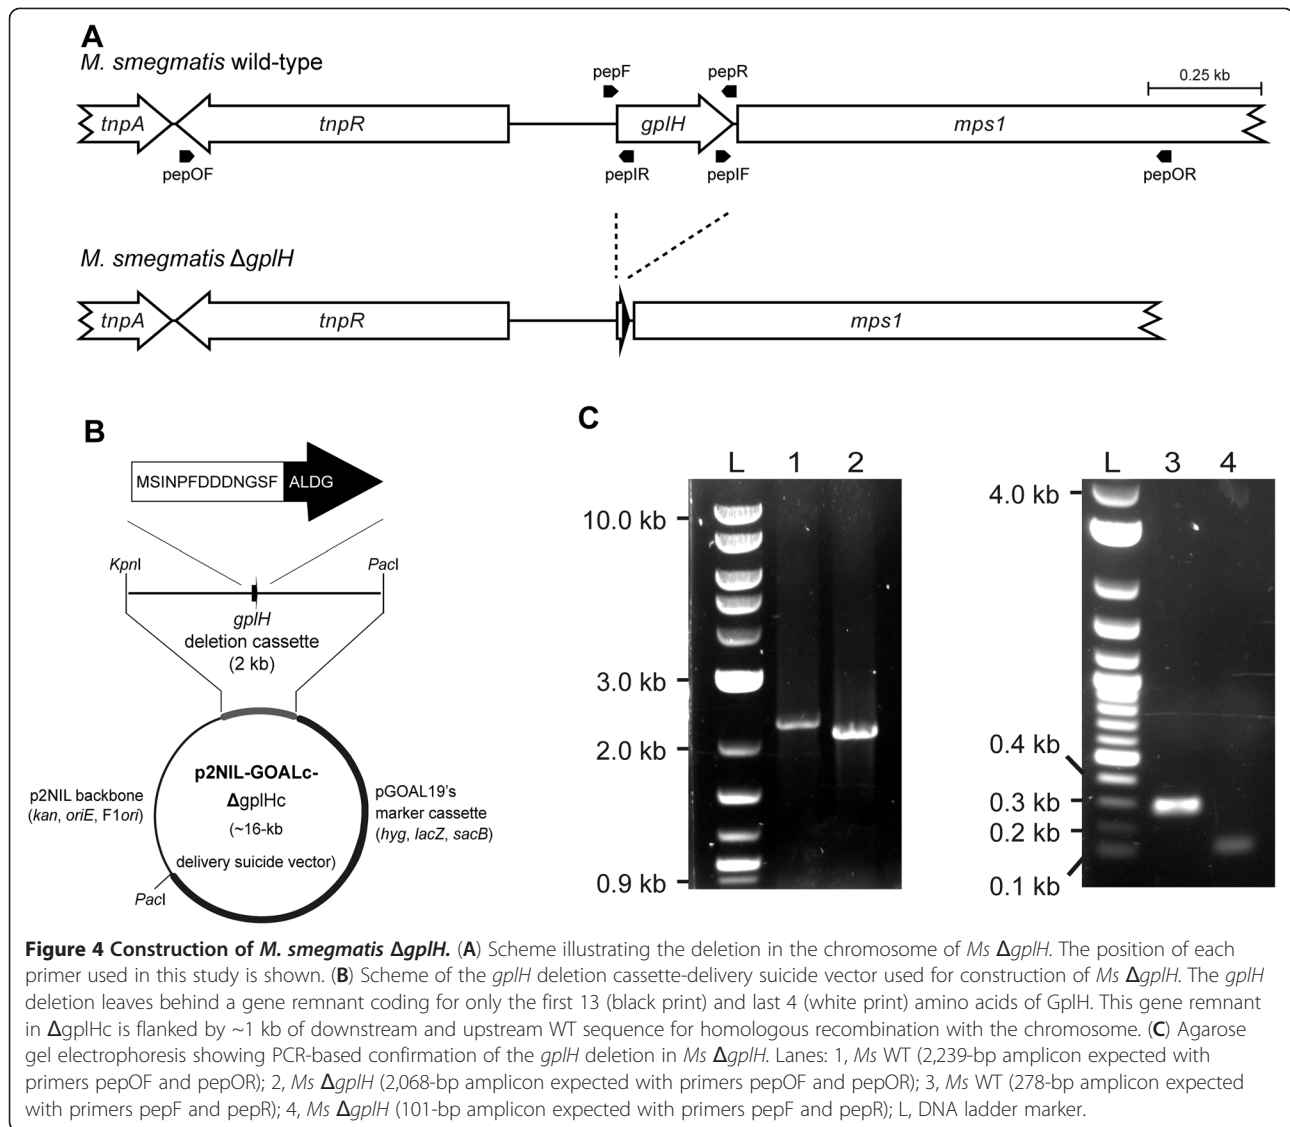 A
M. smegmatis wild-type
pepF
pepR
0.25 kb
tnpA
tnpR
gplH
mps1
pepOF
pepIR
pepIF
pepOR
M. smegmatis ΔgplH
tnpA
tnpR
mps1
B
MSINPFDDDNGSF ALDG
KpnI
PacI
gplH
deletion cassette
(2 kb)
p2NIL-GOALc-
ΔgplHc
(~16-kb
delivery suicide vector)
p2NIL backbone
(kan, oriE, F1ori)
pGOAL19's
marker cassette
(hyg, lacZ, sacB)
PacI
C
L 1 2
10.0 kb
3.0 kb
2.0 kb
0.9 kb
L 3 4
4.0 kb
0.4 kb
0.3 kb
0.2 kb
0.1 kb
Figure 4 Construction of M. smegmatis ΔgplH. (A) Scheme illustrating the deletion in the chromosome of Ms ΔgplH. The position of each
primer used in this study is shown. (B) Scheme of the gplH deletion cassette-delivery suicide vector used for construction of Ms ΔgplH. The gplH
deletion leaves behind a gene remnant coding for only the first 13 (black print) and last 4 (white print) amino acids of GplH. This gene remnant
in ΔgplHc is flanked by ~1 kb of downstream and upstream WT sequence for homologous recombination with the chromosome. (C) Agarose
gel electrophoresis showing PCR-based confirmation of the gplH deletion in Ms ΔgplH. Lanes: 1, Ms WT (2,239-bp amplicon expected with
primers pepOF and pepOR); 2, Ms ΔgplH (2,068-bp amplicon expected with primers pepOF and pepOR); 3, Ms WT (278-bp amplicon expected
with primers pepF and pepR); 4, Ms ΔgplH (101-bp amplicon expected with primers pepF and pepR); L, DNA ladder marker.